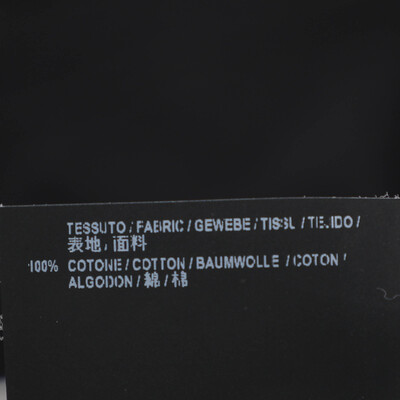 TESSUTO / FABRIC / GEWEBE / TISSU / TEJIDO /
表地 / 面料
100% COTONE / COTTON / BAUMWOLLE / COTON /
ALGODON / 綿 / 棉